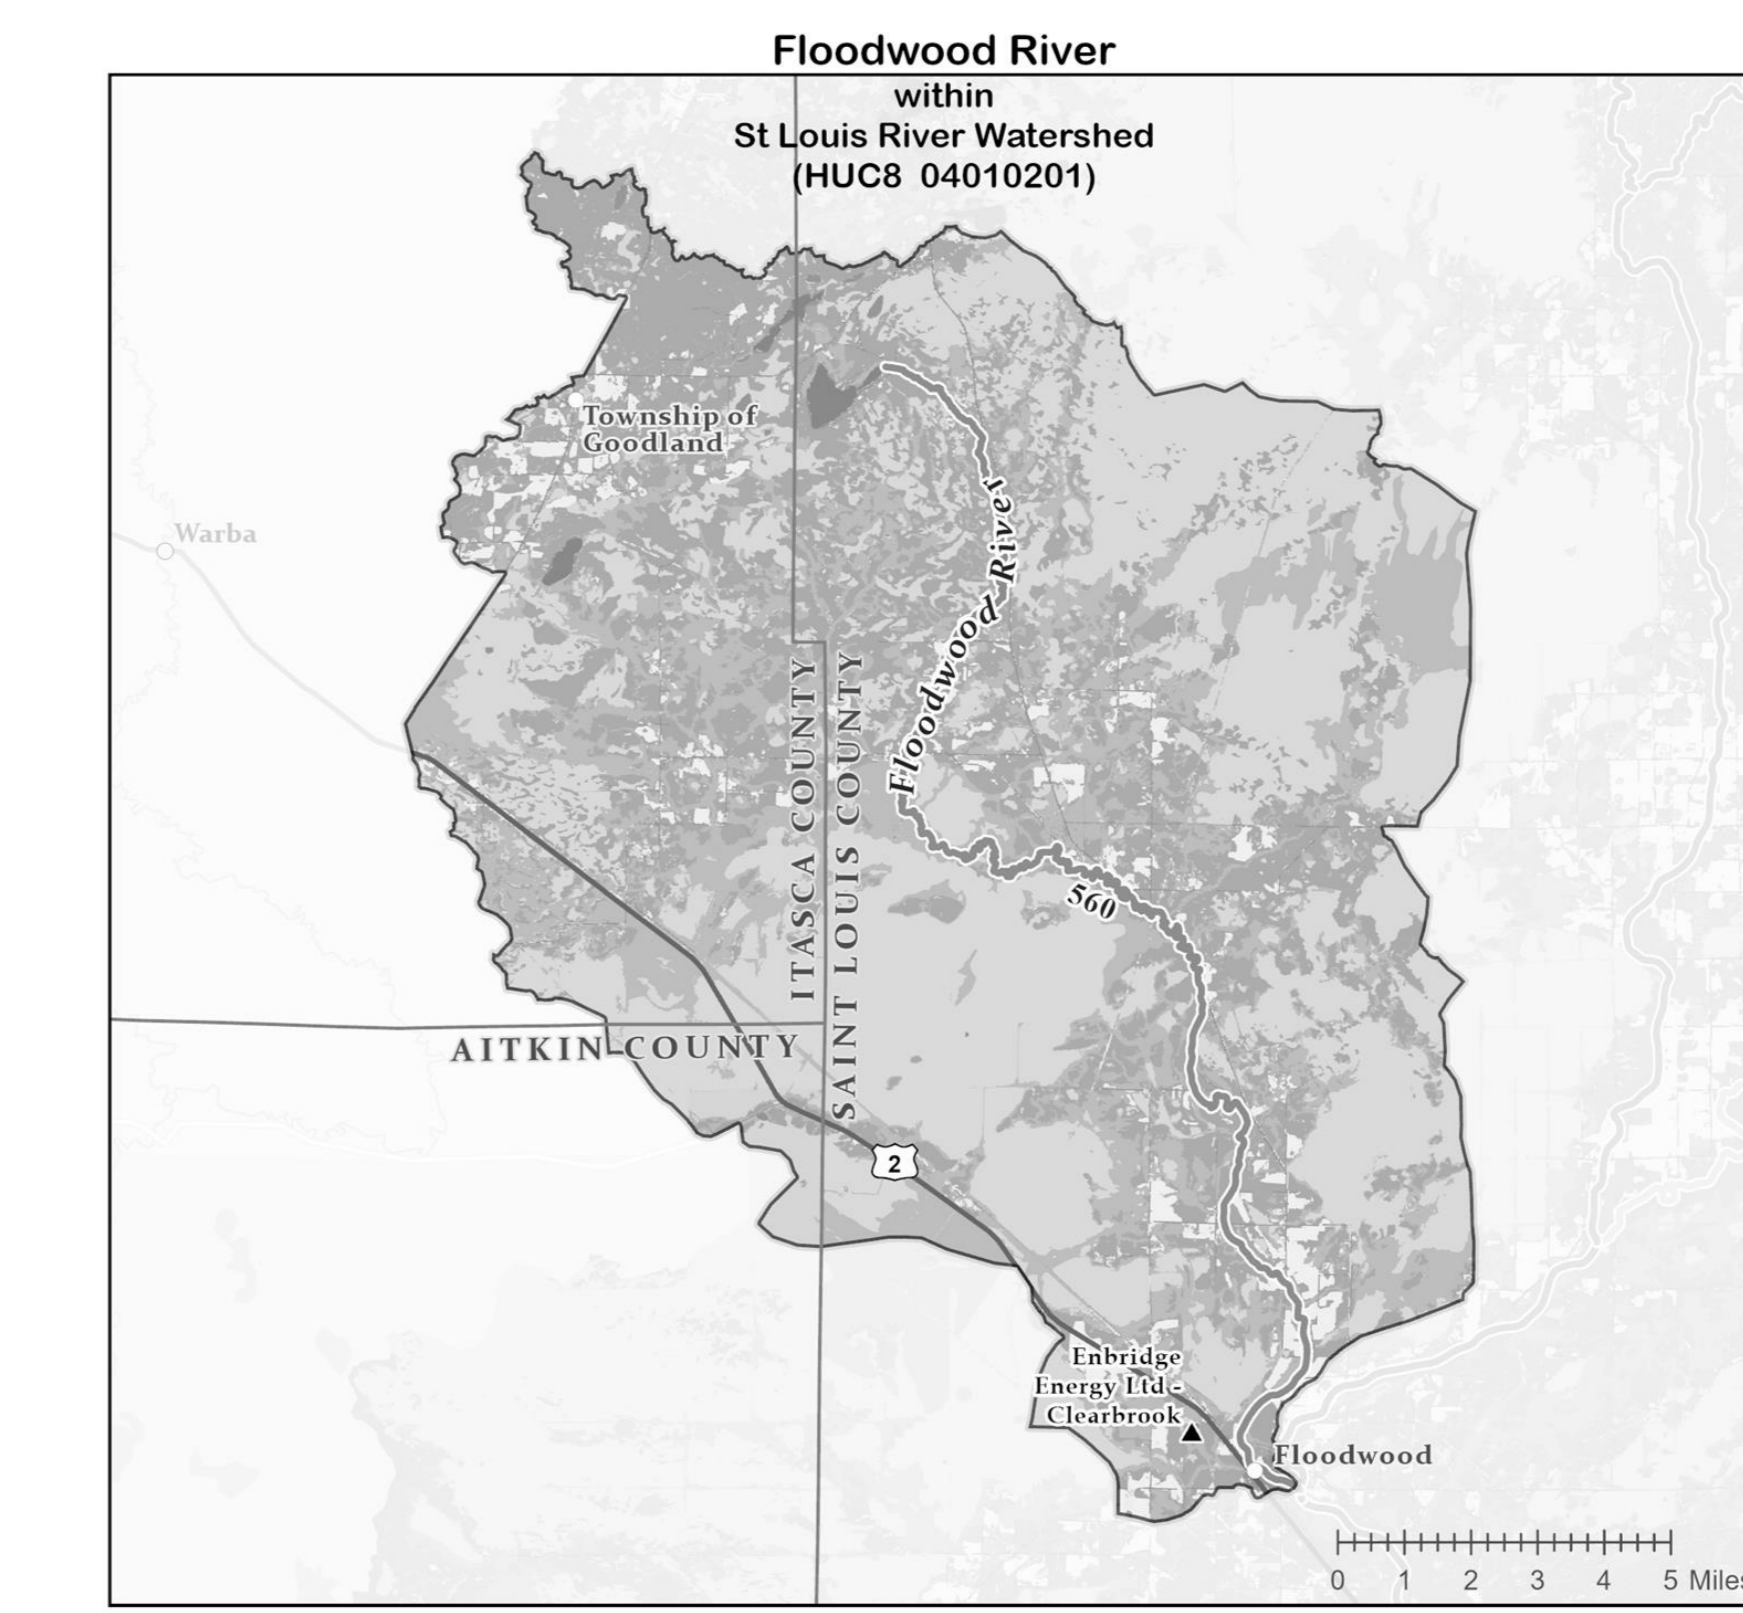 Floodwood River
within
St Louis River Watershed
(HUC8 04010201)
Township of
Goodland
Warba
Floodwood River
ITASCA COUNTY
SAINT LOUIS COUNTY
560
AITKIN COUNTY
2
Enbridge
Energy Ltd -
Clearbrook
Floodwood
0 1 2 3 4 5 Miles